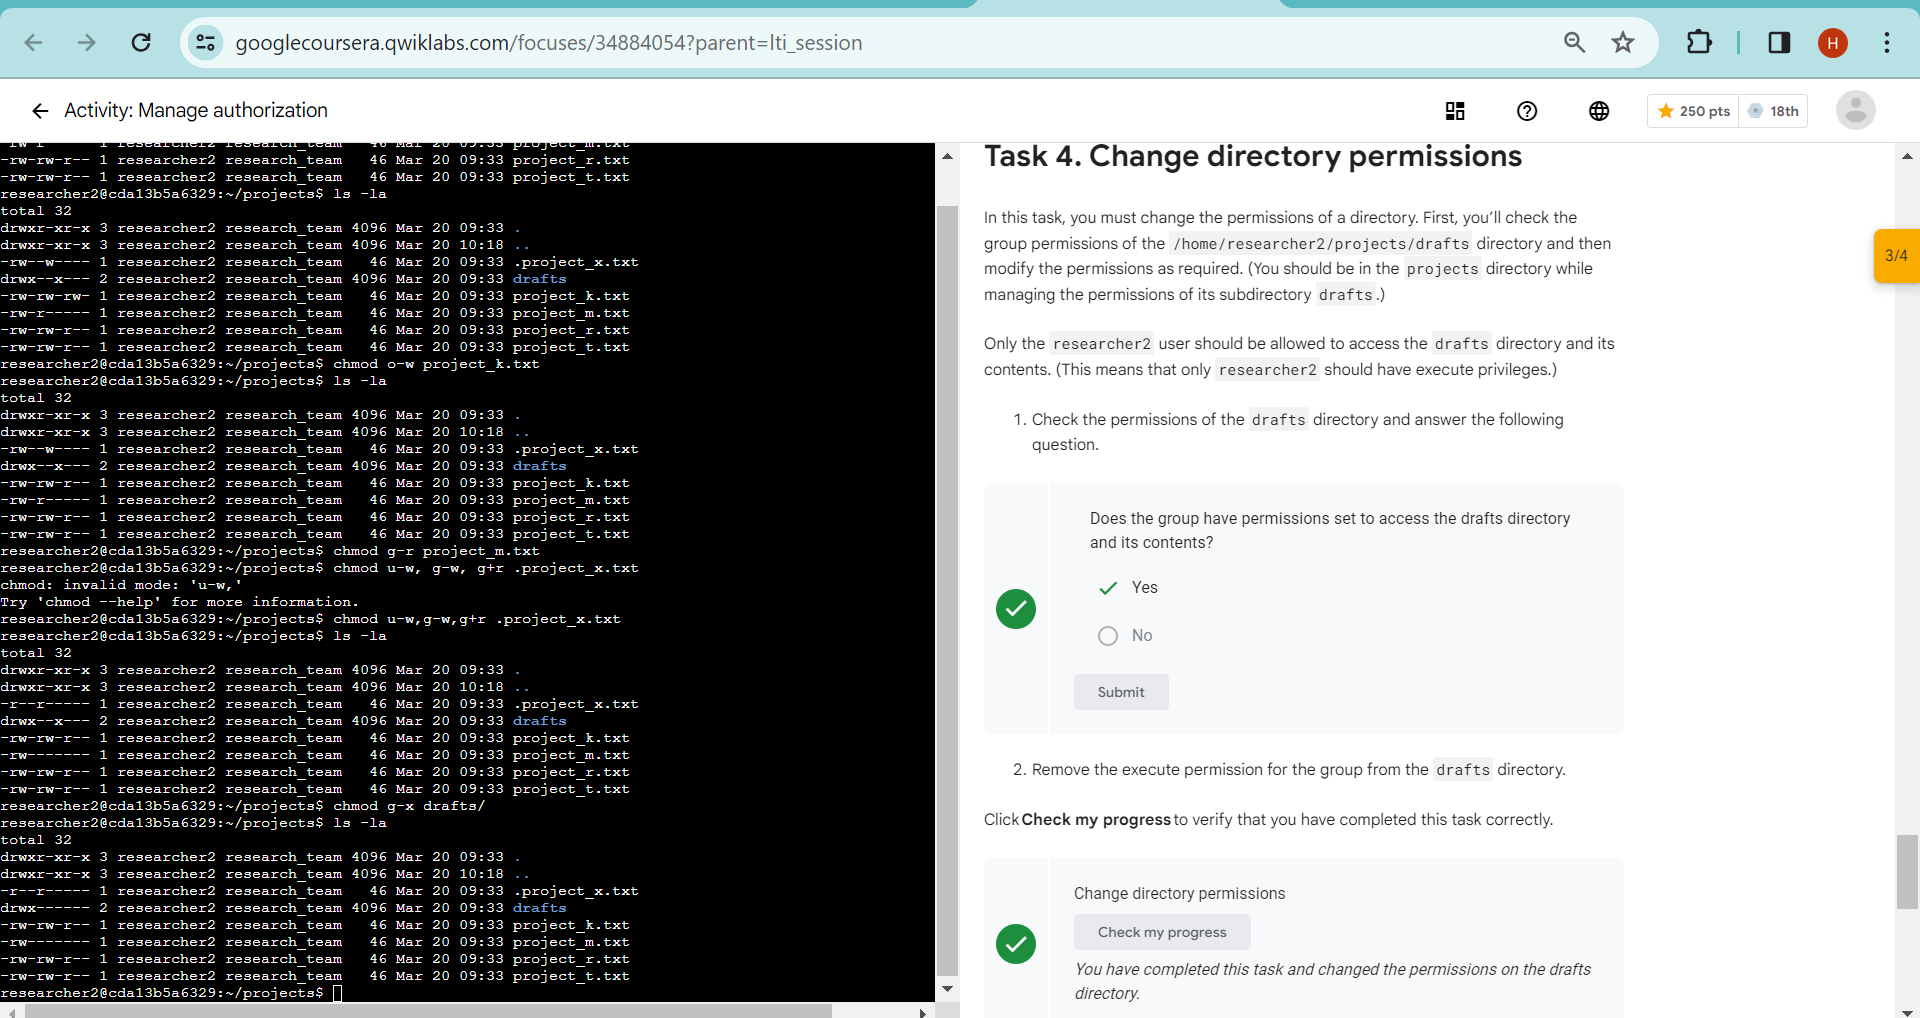 googlecoursera.qwiklabs.com/focuses/34884054?parent=lti_session
H
Activity: Manage authorization
250 pts
18th
-rw-r----- 1 researcher2 research_team   46 Mar 20 09:33 project_m.txt
-rw-rw-r-- 1 researcher2 research_team   46 Mar 20 09:33 project_r.txt
-rw-rw-r-- 1 researcher2 research_team   46 Mar 20 09:33 project_t.txt
researcher2@cda13b5a6329:~/projects$ ls -la
total 32
drwxr-xr-x 3 researcher2 research_team 4096 Mar 20 09:33 .
drwxr-xr-x 3 researcher2 research_team 4096 Mar 20 10:18 ..
-rw--w---- 1 researcher2 research_team   46 Mar 20 09:33 .project_x.txt
drwx--x--- 2 researcher2 research_team 4096 Mar 20 09:33 drafts
-rw-rw-rw- 1 researcher2 research_team   46 Mar 20 09:33 project_k.txt
-rw-r----- 1 researcher2 research_team   46 Mar 20 09:33 project_m.txt
-rw-rw-r-- 1 researcher2 research_team   46 Mar 20 09:33 project_r.txt
-rw-rw-r-- 1 researcher2 research_team   46 Mar 20 09:33 project_t.txt
researcher2@cda13b5a6329:~/projects$ chmod o-w project_k.txt
researcher2@cda13b5a6329:~/projects$ ls -la
total 32
drwxr-xr-x 3 researcher2 research_team 4096 Mar 20 09:33 .
drwxr-xr-x 3 researcher2 research_team 4096 Mar 20 10:18 ..
-rw--w---- 1 researcher2 research_team   46 Mar 20 09:33 .project_x.txt
drwx--x--- 2 researcher2 research_team 4096 Mar 20 09:33 drafts
-rw-rw-r-- 1 researcher2 research_team   46 Mar 20 09:33 project_k.txt
-rw-r----- 1 researcher2 research_team   46 Mar 20 09:33 project_m.txt
-rw-rw-r-- 1 researcher2 research_team   46 Mar 20 09:33 project_r.txt
-rw-rw-r-- 1 researcher2 research_team   46 Mar 20 09:33 project_t.txt
researcher2@cda13b5a6329:~/projects$ chmod g-r project_m.txt
researcher2@cda13b5a6329:~/projects$ chmod u-w, g-w, g+r .project_x.txt
chmod: invalid mode: 'u-w,'
Try 'chmod --help' for more information.
researcher2@cda13b5a6329:~/projects$ chmod u-w,g-w,g+r .project_x.txt
researcher2@cda13b5a6329:~/projects$ ls -la
total 32
drwxr-xr-x 3 researcher2 research_team 4096 Mar 20 09:33 .
drwxr-xr-x 3 researcher2 research_team 4096 Mar 20 10:18 ..
-r--r----- 1 researcher2 research_team   46 Mar 20 09:33 .project_x.txt
drwx--x--- 2 researcher2 research_team 4096 Mar 20 09:33 drafts
-rw-rw-r-- 1 researcher2 research_team   46 Mar 20 09:33 project_k.txt
-rw------- 1 researcher2 research_team   46 Mar 20 09:33 project_m.txt
-rw-rw-r-- 1 researcher2 research_team   46 Mar 20 09:33 project_r.txt
-rw-rw-r-- 1 researcher2 research_team   46 Mar 20 09:33 project_t.txt
researcher2@cda13b5a6329:~/projects$ chmod g-x drafts/
researcher2@cda13b5a6329:~/projects$ ls -la
total 32
drwxr-xr-x 3 researcher2 research_team 4096 Mar 20 09:33 .
drwxr-xr-x 3 researcher2 research_team 4096 Mar 20 10:18 ..
-r--r----- 1 researcher2 research_team   46 Mar 20 09:33 .project_x.txt
drwx------ 2 researcher2 research_team 4096 Mar 20 09:33 drafts
-rw-rw-r-- 1 researcher2 research_team   46 Mar 20 09:33 project_k.txt
-rw------- 1 researcher2 research_team   46 Mar 20 09:33 project_m.txt
-rw-rw-r-- 1 researcher2 research_team   46 Mar 20 09:33 project_r.txt
-rw-rw-r-- 1 researcher2 research_team   46 Mar 20 09:33 project_t.txt
researcher2@cda13b5a6329:~/projects$
Task 4. Change directory permissions
In this task, you must change the permissions of a directory. First, you’ll check the
group permissions of the /home/researcher2/projects/drafts directory and then
modify the permissions as required. (You should be in the projects directory while
managing the permissions of its subdirectory drafts.)
Only the researcher2 user should be allowed to access the drafts directory and its
contents. (This means that only researcher2 should have execute privileges.)
1. Check the permissions of the drafts directory and answer the following
question.
Does the group have permissions set to access the drafts directory
and its contents?
Yes
No
Submit
2. Remove the execute permission for the group from the drafts directory.
Click Check my progress to verify that you have completed this task correctly.
Change directory permissions
Check my progress
You have completed this task and changed the permissions on the drafts
directory.
3/4